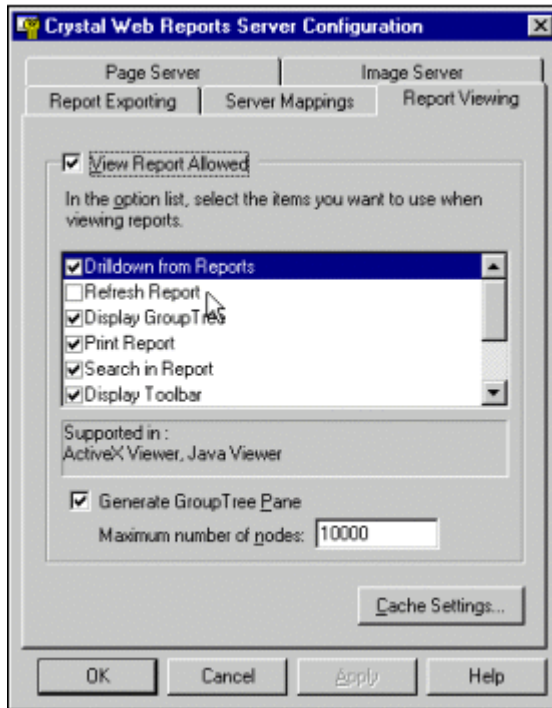 Crystal Web Reports Server Configuration
Page Server
Image Server
Report Exporting
Server Mappings
Report Viewing
View Report Allowed
In the option list, select the items you want to use when
viewing reports.
Drilldown from Reports
Refresh Report
Display GroupTree
Print Report
Search in Report
Display Toolbar
Supported in :
ActiveX Viewer, Java Viewer
Generate GroupTree Pane
Maximum number of nodes: 10000
Cache Settings...
OK
Cancel
Apply
Help